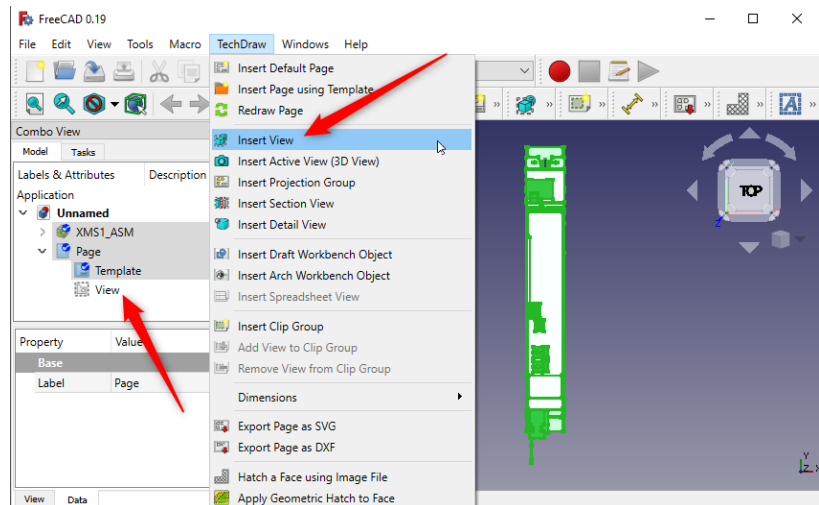 FreeCAD 0.19
File Edit View Tools Macro TechDraw Windows Help
Insert Default Page
Insert Page using Template
Redraw Page
Combo View
Model Tasks
Insert View
Labels & Attributes Description
Insert Active View (3D View)
Application
Insert Projection Group
Unnamed
Insert Section View
XMS1_ASM
Insert Detail View
Page
Insert Draft Workbench Object
Template
Insert Arch Workbench Object
View
Insert Spreadsheet View
Insert Clip Group
Property Value
Add View to Clip Group
Base
Remove View from Clip Group
Label Page
Dimensions
Export Page as SVG
Export Page as DXF
Hatch a Face using Image File
View Data
Apply Geometric Hatch to Face
TOP
Z
Y
Z X
A